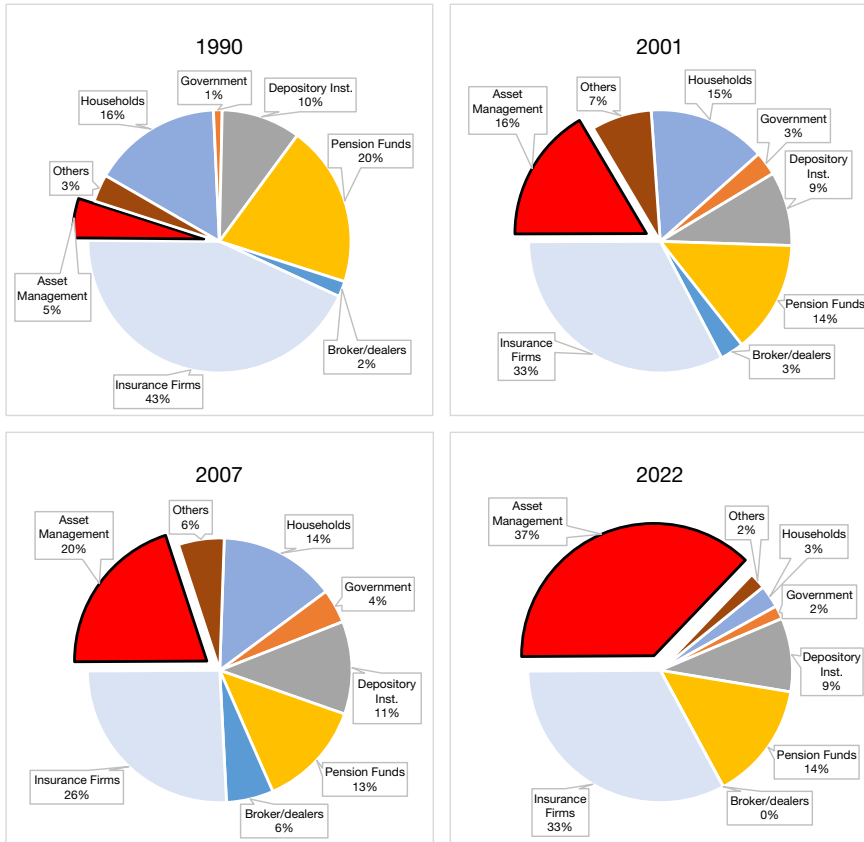 1990
Government
1%
Depository Inst.
10%
Households
16%
Pension Funds
20%
Others
3%
Asset
Management
5%
Broker/dealers
2%
Insurance Firms
43%
2001
Households
15%
Others
7%
Asset
Management
16%
Government
3%
Depository
Inst.
9%
Pension Funds
14%
Insurance
Firms
33%
Broker/dealers
3%
2007
Others
6%
Asset
Management
20%
Households
14%
Government
4%
Depository
Inst.
11%
Pension Funds
13%
Insurance Firms
26%
Broker/dealers
6%
2022
Asset
Management
37%
Others
2%
Households
3%
Government
2%
Depository
Inst.
9%
Pension Funds
14%
Insurance
Firms
33%
Broker/dealers
0%